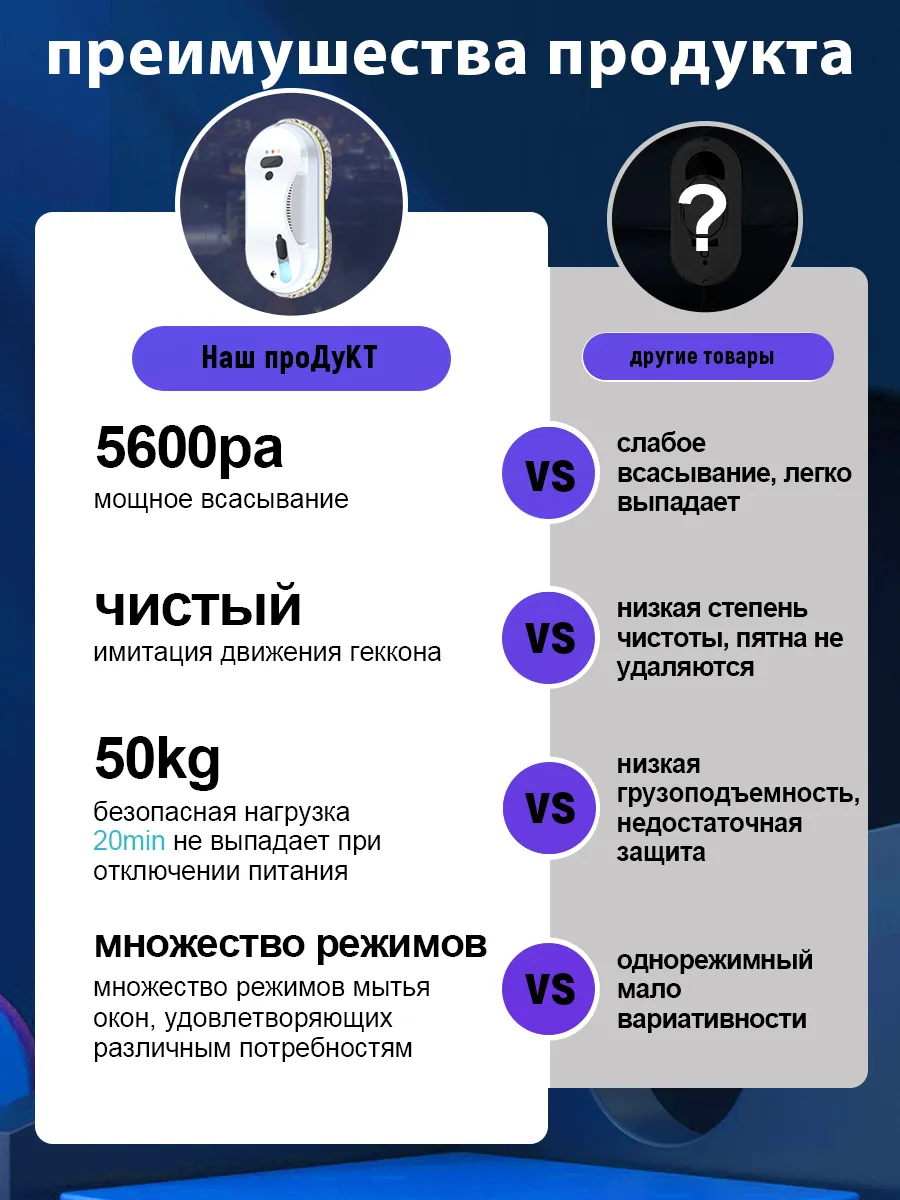 преимушества продукта
?
Наш проДуКТ
другие товары
5600pa
мощное всасывание
VS
слабое
всасывание, легко
выпадает
чистый
имитация движения геккона
VS
низкая степень
чистоты, пятна не
удаляются
50kg
безопасная нагрузка
20min не выпадает при
отключении питания
VS
низкая
грузоподъемность,
недостаточная
защита
множество режимов
множество режимов мытья
окон, удовлетворяющих
различным потребностям
VS
однорежимный
мало
вариативности